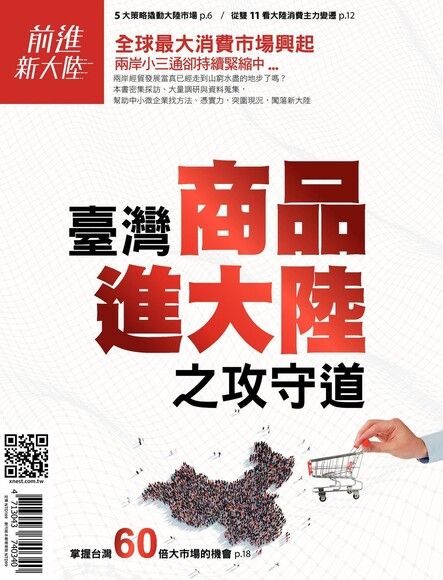 前進
新大陸
5 大策略撬動大陸市場 p.6 / 從雙 11 看大陸消費主力變遷 p.12
全球最大消費市場興起
兩岸小三通卻持續緊縮中 ...
兩岸經貿發展當真已經走到山窮水盡的地步了嗎？
本書密集採訪、大量調研與資料蒐集，
幫助中小微企業找方法、憑實力，突圍現況，闖蕩新大陸
臺灣商品
進大陸
之攻守道
xnest.com.tw
4 713043 740340
掌握台灣 60 倍大市場的機會 p.18